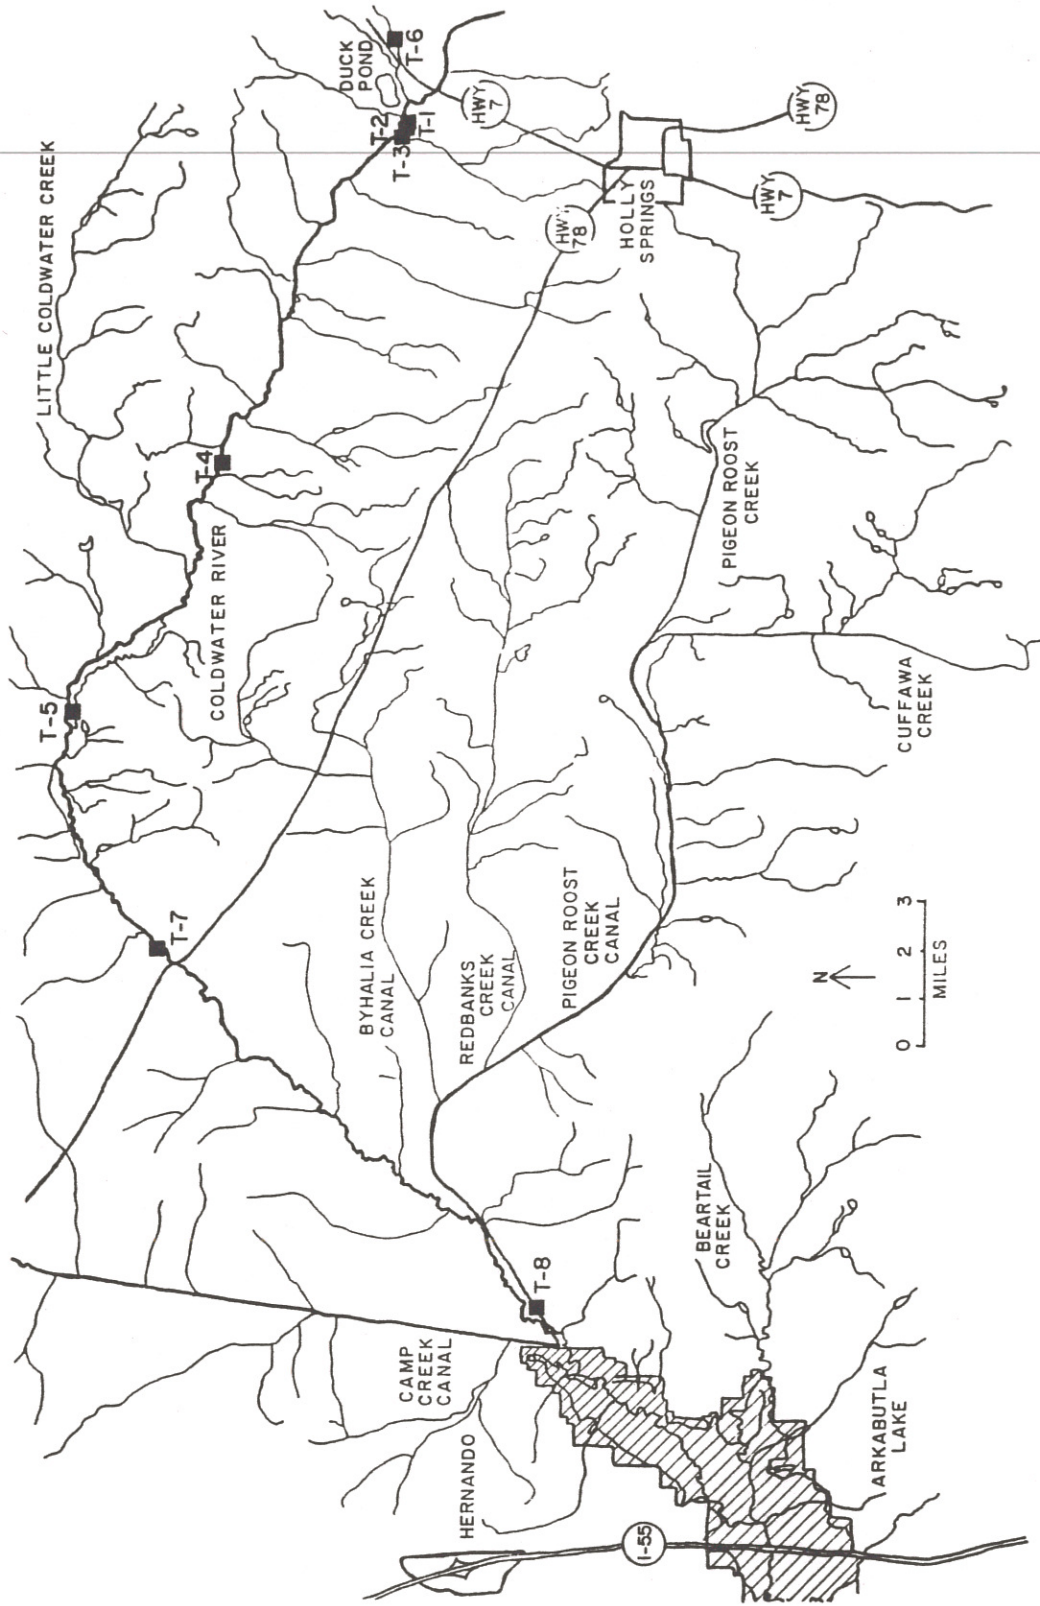 LITTLE COLDWATER CREEK
DUCK
POND
T-6
T-2
T-1
T-3
HWY
7
HWY
78
HOLLY
SPRINGS
HWY
7
HWY
78
T-4
COLDWATER RIVER
T-5
PIGEON ROOST
CREEK
CUFFAWA
CREEK
T-7
BYHALIA CREEK
CANAL
REDBANKS
CREEK
CANAL
PIGEON ROOST
CREEK
CANAL
N
0 1 2 3
MILES
T-8
BEARTAIL
CREEK
CAMP
CREEK
CANAL
HERNANDO
ARKABUTLA
LAKE
I-55